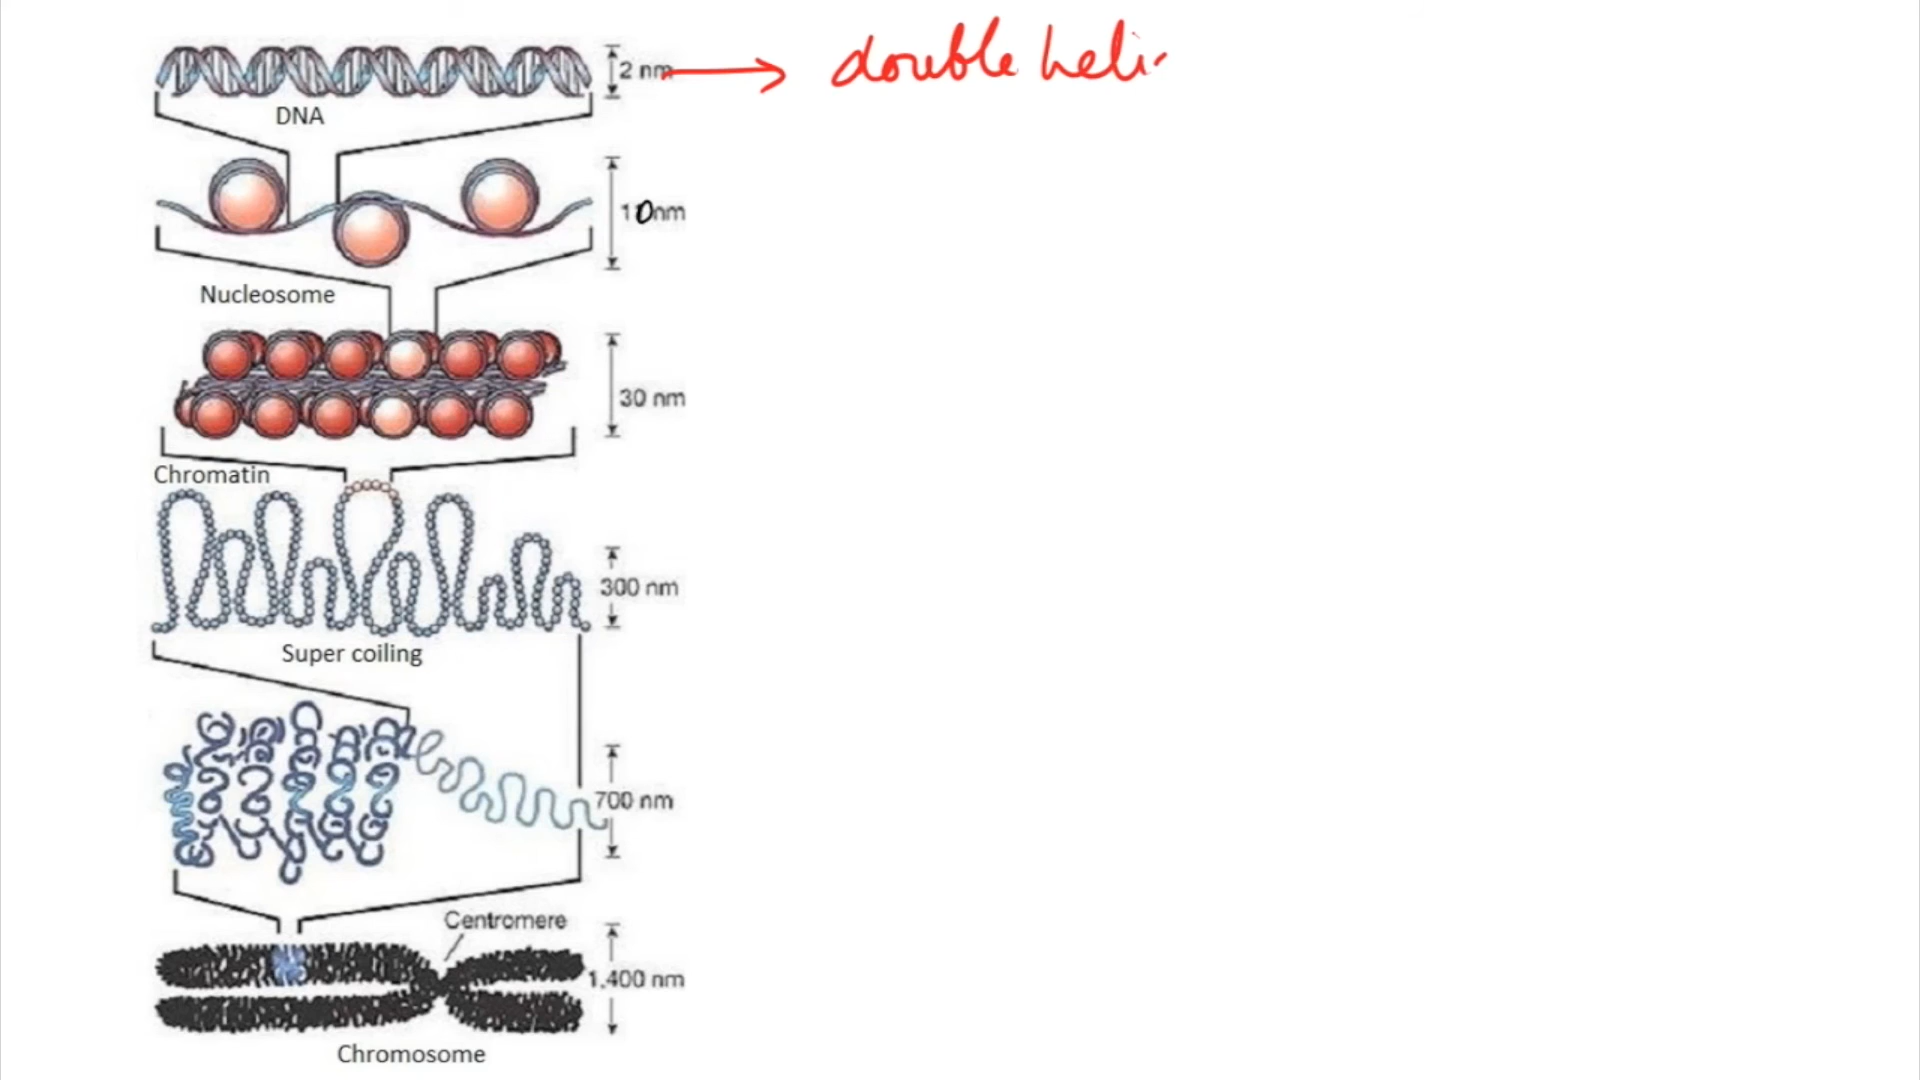 2 nm → double heli
DNA
10nm
Nucleosome
30 nm
Chromatin
300 nm
Super coiling
700 nm
Centromere
1,400 nm
Chromosome